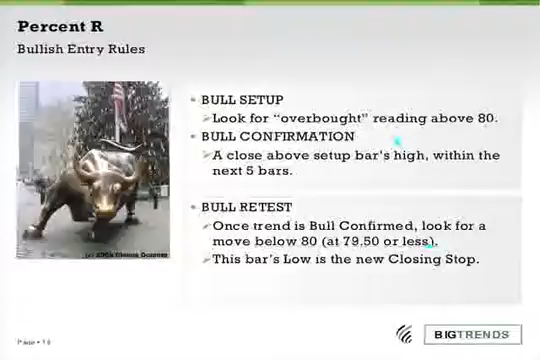 Percent R
Bullish Entry Rules
BULL SETUP
Look for "overbought" reading above 80.
BULL CONFIRMATION
A close above setup bar's high, within the
next 5 bars.
BULL RETEST
Once trend is Bull Confirmed, look for a
move below 80 (at 79.50 or less).
This bar's Low is the new Closing Stop.
BIGTRENDS